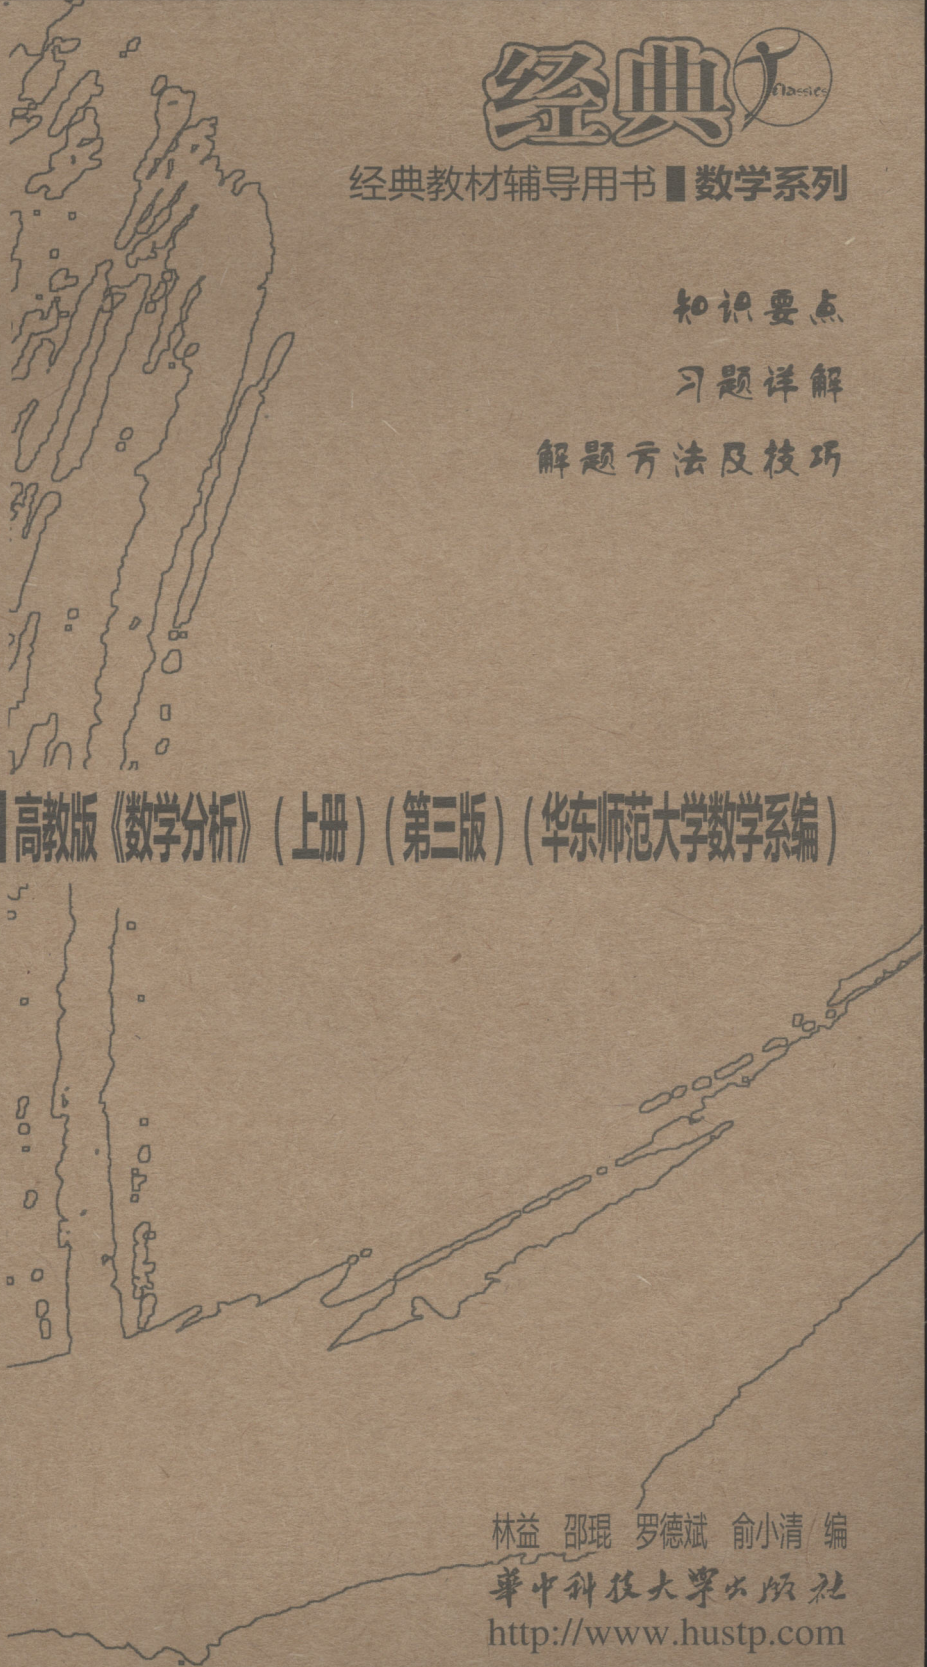 经典 Classics
经典教材辅导用书 数学系列
知识要点
习题详解
解题方法及技巧
高教版《数学分析》(上册)(第三版)(华东师范大学数学系编)
林益 邵琨 罗德斌 俞小清 编
华中科技大学出版社
http://www.hustp.com